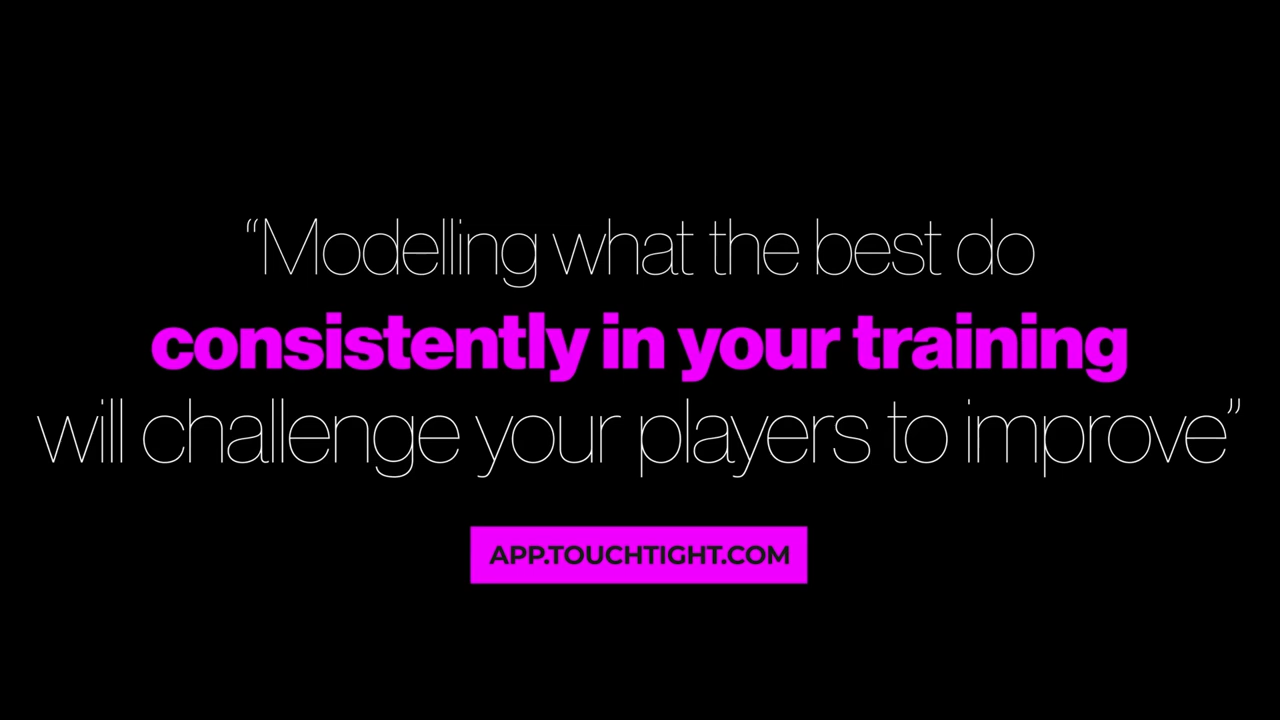 “Modelling what the best do
consistently in your training
will challenge your players to improve”
APP.TOUCHTIGHT.COM